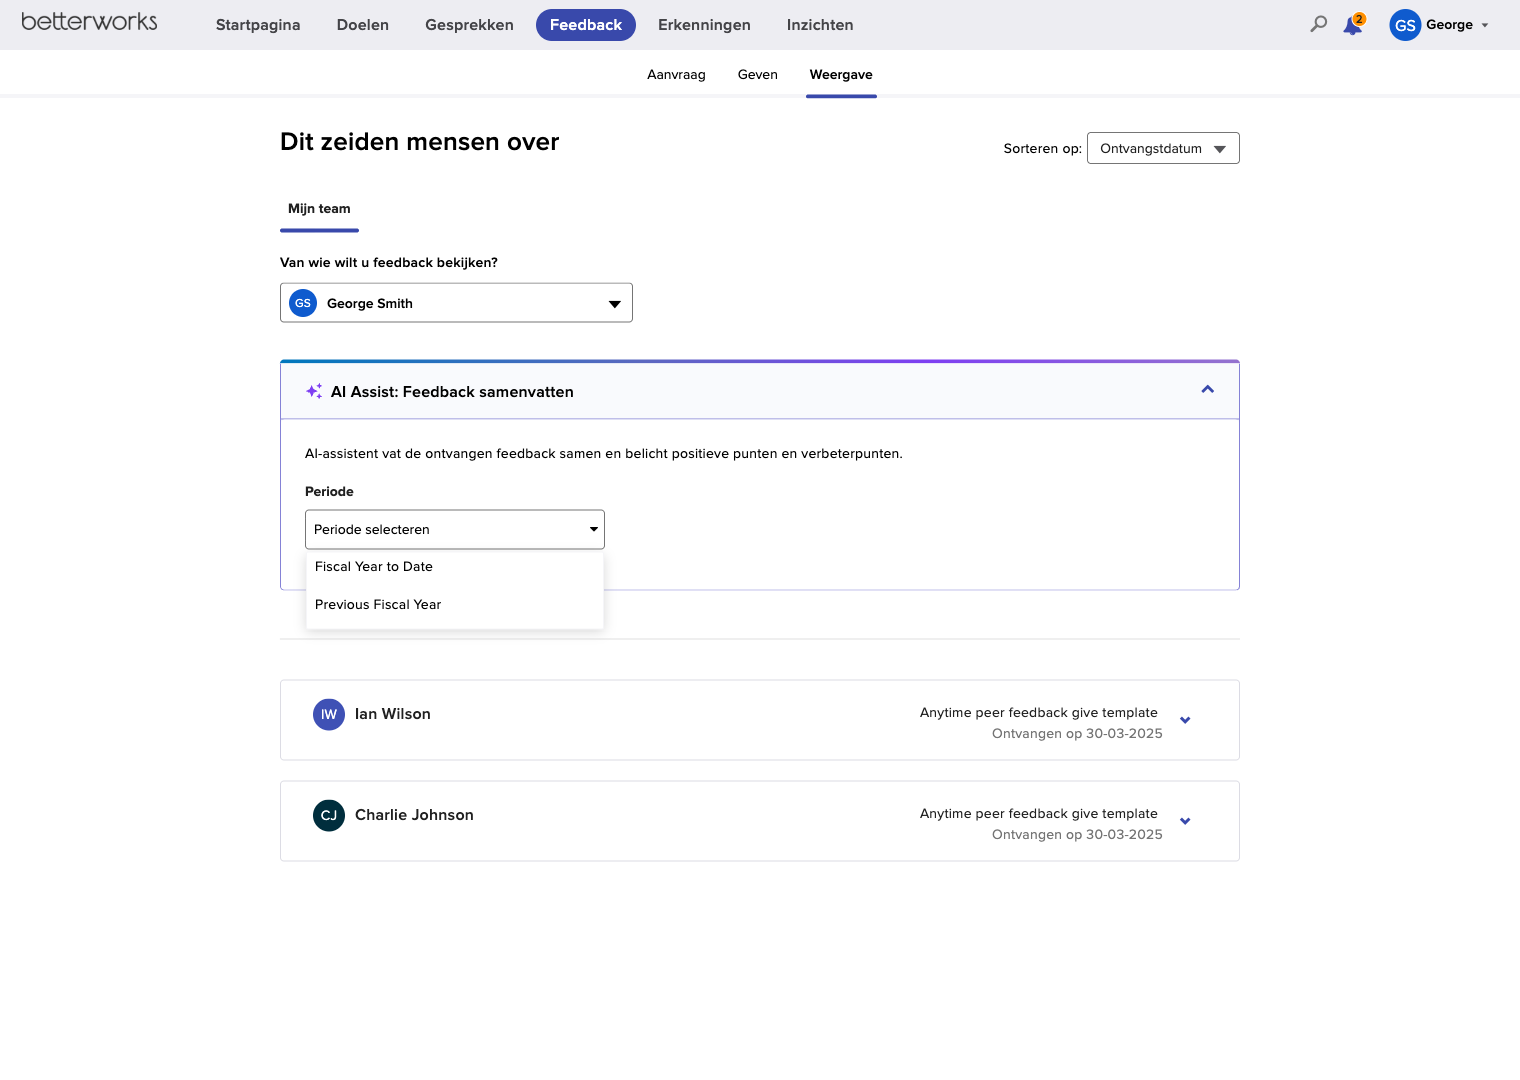 betterworks
Startpagina
Doelen
Gesprekken
Feedback
Erkenningen
Inzichten
2
GS
George
Aanvraag
Geven
Weergave
Dit zeiden mensen over
Sorteren op:
Ontvangstdatum
Mijn team
Van wie wilt u feedback bekijken?
GS
George Smith
AI Assist: Feedback samenvatten
AI-assistent vat de ontvangen feedback samen en belicht positieve punten en verbeterpunten.
Periode
Periode selecteren
Fiscal Year to Date
Previous Fiscal Year
IW
Ian Wilson
Anytime peer feedback give template
Ontvangen op 30-03-2025
CJ
Charlie Johnson
Anytime peer feedback give template
Ontvangen op 30-03-2025